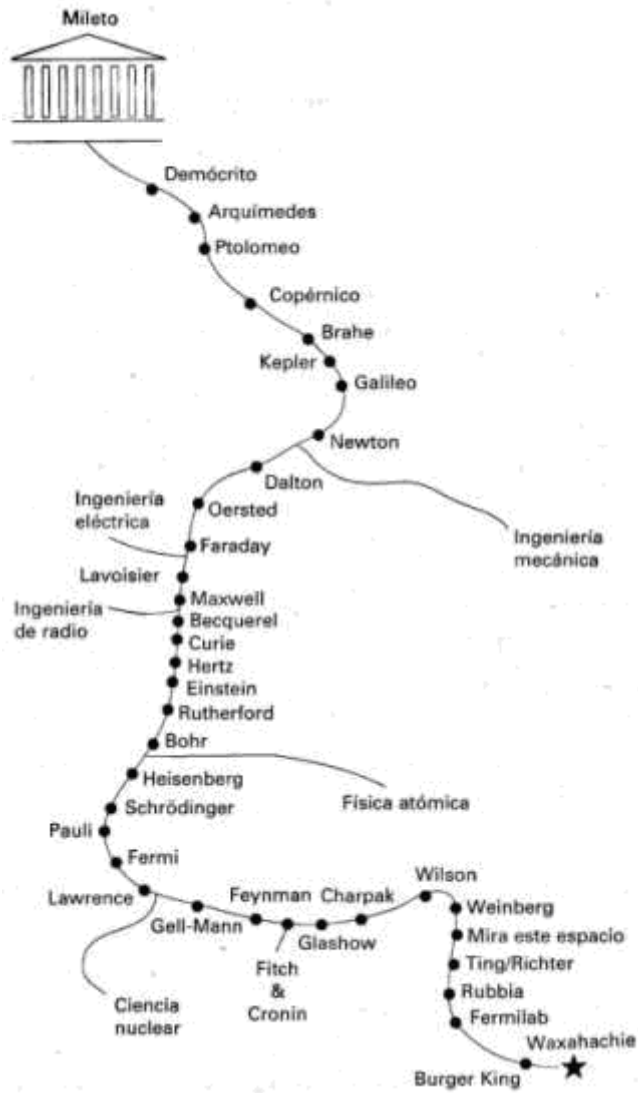 Mileto
Demócrito
Arquímedes
Ptolomeo
Copérnico
Brahe
Kepler
Galileo
Newton
Dalton
Ingeniería
mecánica
Oersted
Ingeniería
eléctrica
Faraday
Lavoisier
Maxwell
Ingeniería
de radio
Becquerel
Curie
Hertz
Einstein
Rutherford
Bohr
Física atómica
Heisenberg
Schrödinger
Pauli
Fermi
Lawrence
Ciencia
nuclear
Gell-Mann
Feynman
Fitch
&
Cronin
Glashow
Charpak
Wilson
Weinberg
Mira este espacio
Ting/Richter
Rubbia
Fermilab
Burger King
Waxahachie